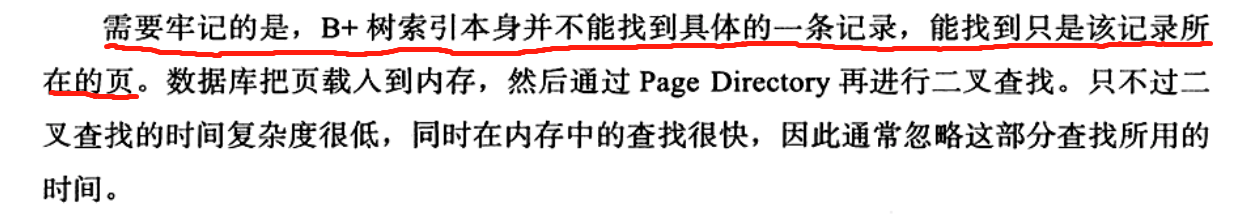 需要牢记的是，B+ 树索引本身并不能找到具体的一条记录，能找到只是该记录所
在的页。数据库把页载入到内存，然后通过 Page Directory 再进行二叉查找。只不过二
叉查找的时间复杂度很低，同时在内存中的查找很快，因此通常忽略这部分查找所用的
时间。